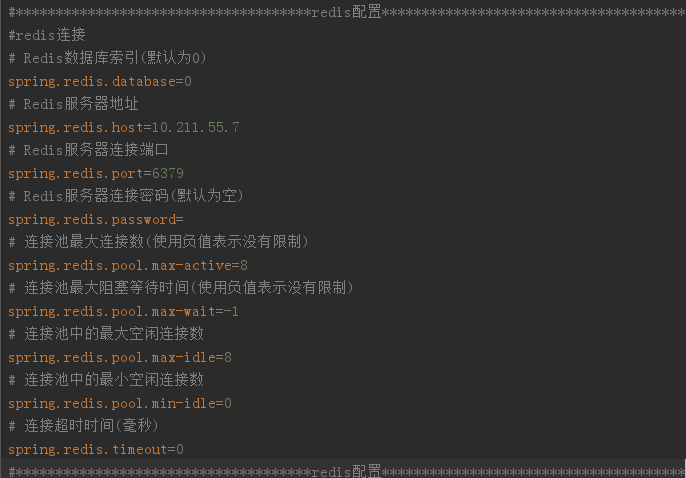 #*************************************redis配置**************************************
#redis连接
# Redis数据库索引(默认为0)
spring.redis.database=0
# Redis服务器地址
spring.redis.host=10.211.55.7
# Redis服务器连接端口
spring.redis.port=6379
# Redis服务器连接密码(默认为空)
spring.redis.password=
# 连接池最大连接数(使用负值表示没有限制)
spring.redis.pool.max-active=8
# 连接池最大阻塞等待时间(使用负值表示没有限制)
spring.redis.pool.max-wait=-1
# 连接池中的最大空闲连接数
spring.redis.pool.max-idle=8
# 连接池中的最小空闲连接数
spring.redis.pool.min-idle=0
# 连接超时时间(毫秒)
spring.redis.timeout=0
#*************************************redis配置**************************************